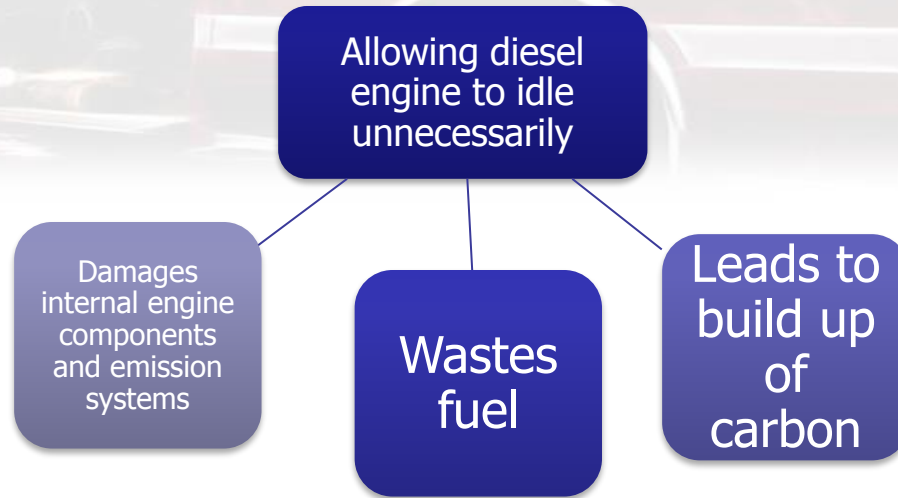 Allowing diesel
engine to idle
unnecessarily
Damages
internal engine
components
and emission
systems
Wastes
fuel
Leads to
build up
of
carbon